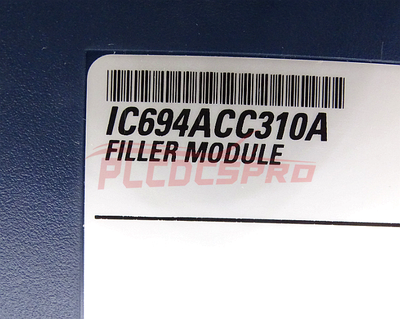 IC694ACC310A
FILLER MODULE
PLCDCSPRO